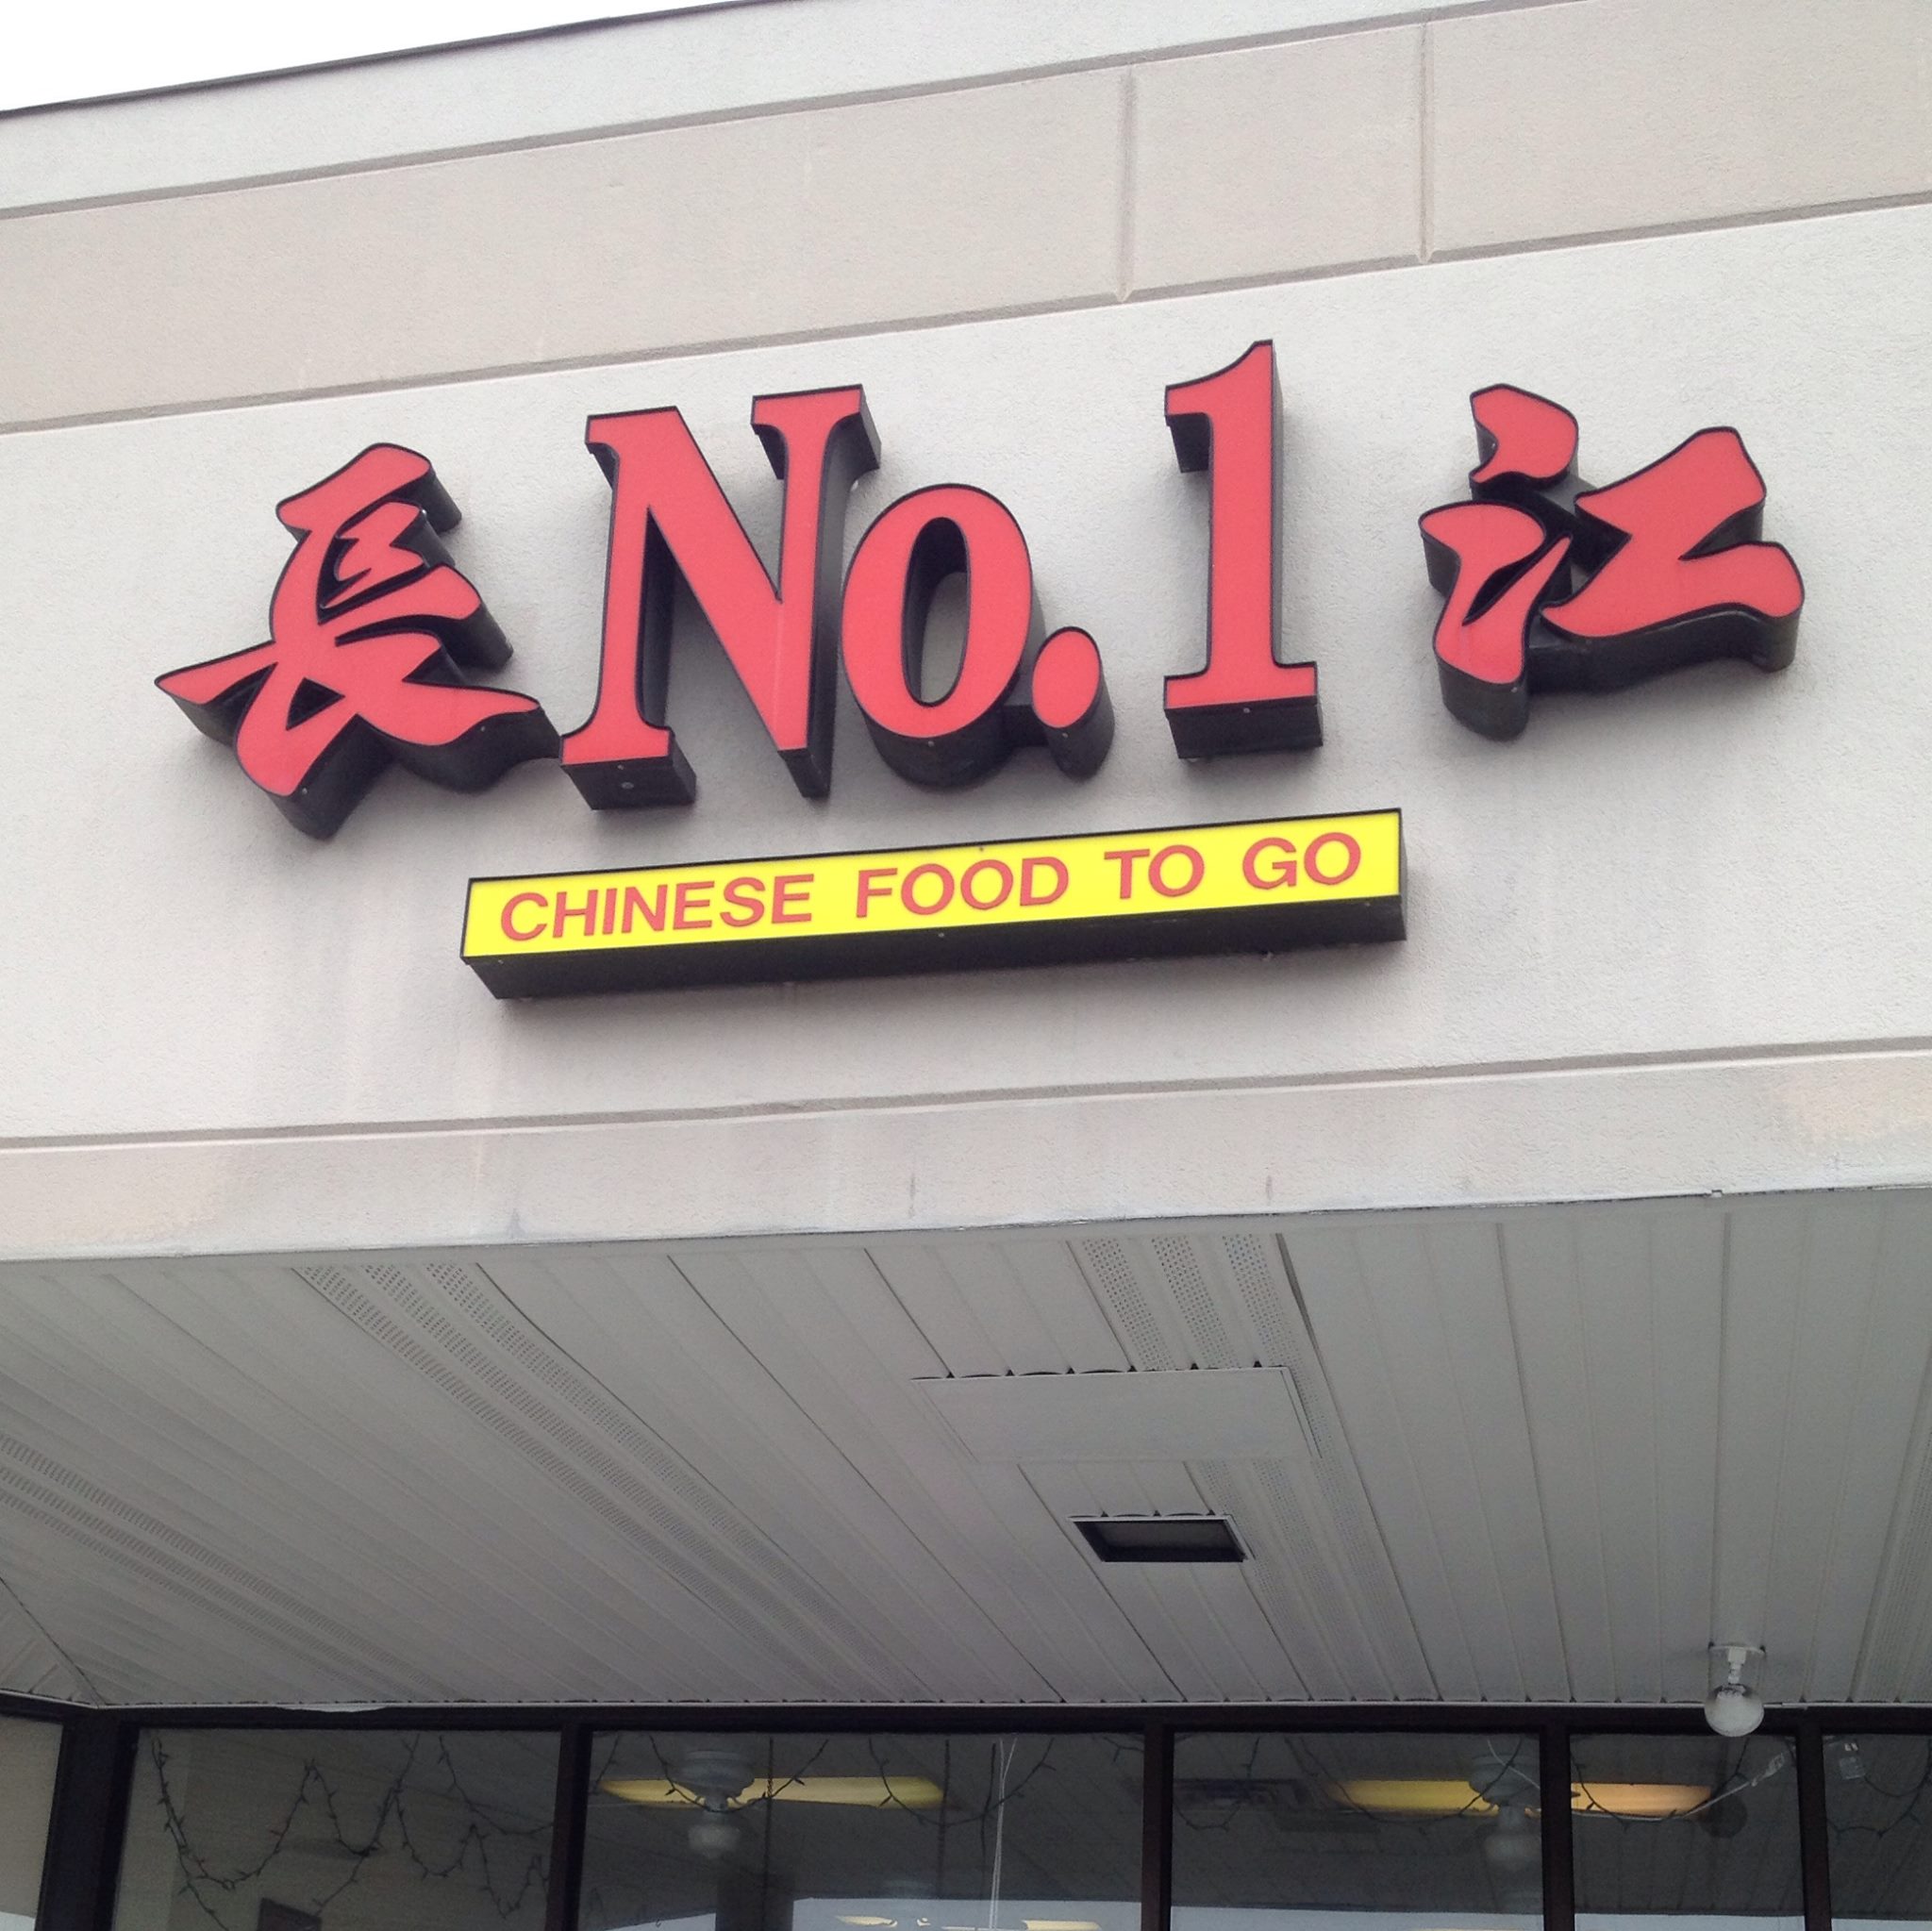 長 No. 1 江
CHINESE FOOD TO GO